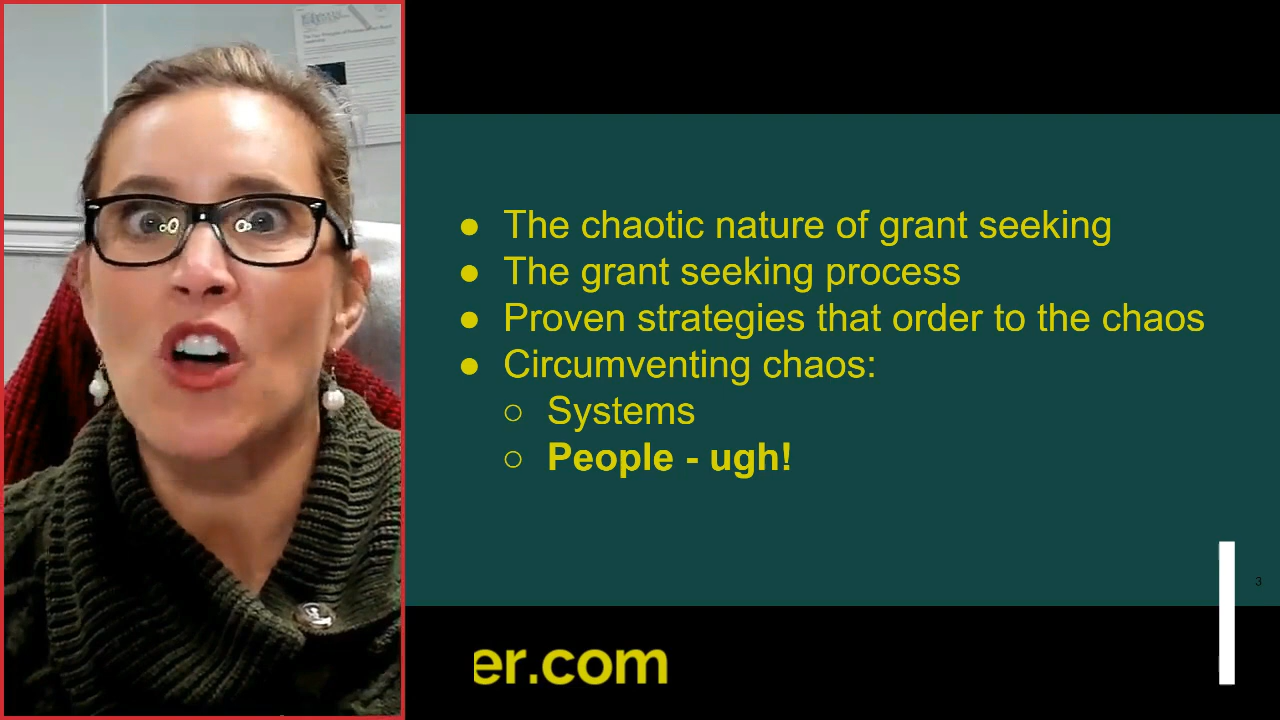 ● The chaotic nature of grant seeking
● The grant seeking process
● Proven strategies that order to the chaos
● Circumventing chaos:
○ Systems
○ People - ugh!
3
er.com